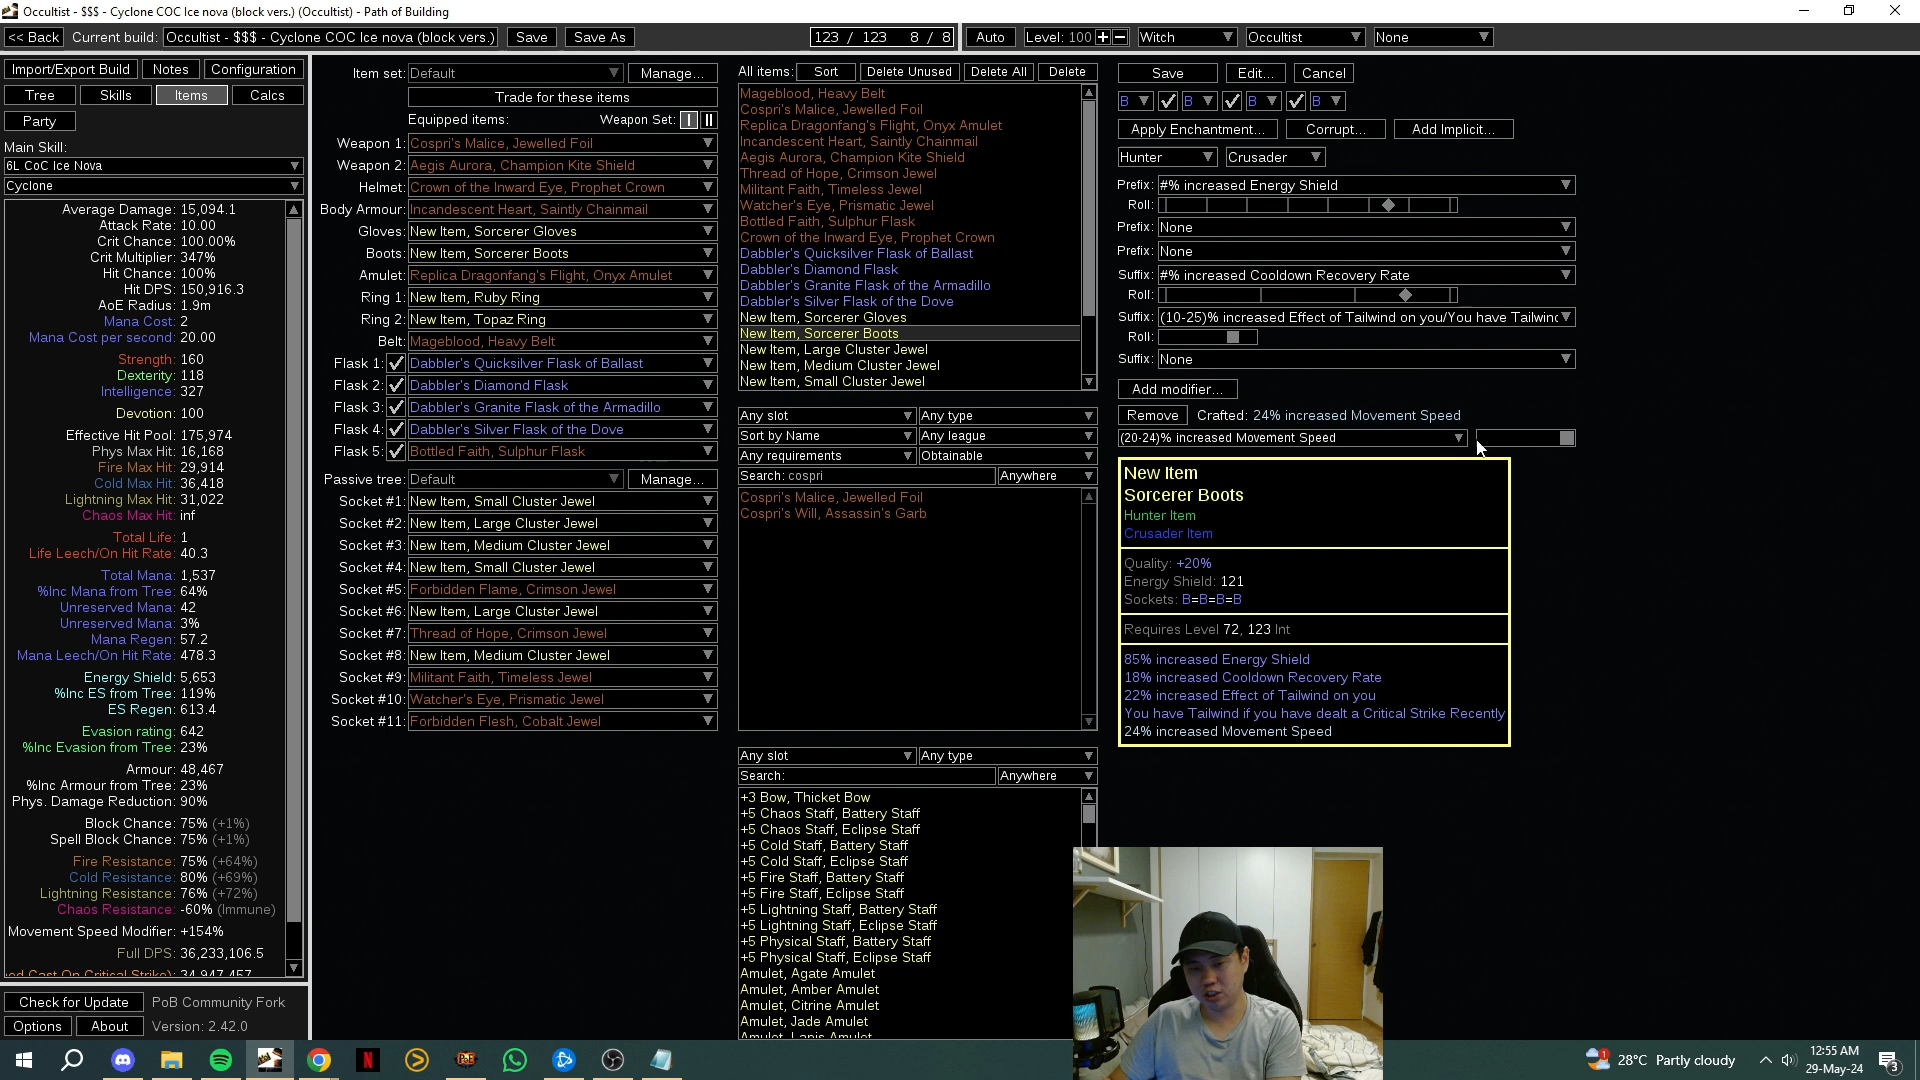 Occultist - $$$ - Cyclone COC Ice nova (block vers.) (Occultist) - Path of Building
<< Back
Current build:
Occultist - $$$ - Cyclone COC Ice nova (block vers.)
Save
Save As
123 / 123 8 / 8
Auto
Level: 100
Witch
Occultist
None
Import/Export Build
Notes
Configuration
Tree
Skills
Items
Calcs
Party
Main Skill:
6L CoC Ice Nova
Cyclone
Average Damage: 15,094.1
Attack Rate: 10.00
Crit Chance: 100.00%
Crit Multiplier: 347%
Hit Chance: 100%
Hit DPS: 150,916.3
AoE Radius: 1.9m
Mana Cost: 2
Mana Cost per second: 20.00
Strength: 160
Dexterity: 118
Intelligence: 327
Devotion: 100
Effective Hit Pool: 175,974
Phys Max Hit: 16,168
Fire Max Hit: 29,914
Cold Max Hit: 36,418
Lightning Max Hit: 31,022
Chaos Max Hit: inf
Total Life: 1
Life Leech/On Hit Rate: 40.3
Total Mana: 1,537
%Inc Mana from Tree: 64%
Unreserved Mana: 42
Unreserved Mana: 3%
Mana Regen: 57.2
Mana Leech/On Hit Rate: 478.3
Energy Shield: 5,653
%Inc ES from Tree: 119%
ES Regen: 613.4
Evasion rating: 642
%Inc Evasion from Tree: 23%
Armour: 48,467
%Inc Armour from Tree: 23%
Phys. Damage Reduction: 90%
Block Chance: 75% (+1%)
Spell Block Chance: 75% (+1%)
Fire Resistance: 75% (+64%)
Cold Resistance: 80% (+69%)
Lightning Resistance: 76% (+72%)
Chaos Resistance: -60% (Immune)
Movement Speed Modifier: +154%
Full DPS: 36,233,106.5
ed Cast On Critical Strike): 34,947,457
Check for Update
PoB Community Fork
Options
About
Version: 2.42.0
Item set:
Default
Manage...
Trade for these items
Equipped items:
Weapon Set:
I
II
Weapon 1: Cospri's Malice, Jewelled Foil
Weapon 2: Aegis Aurora, Champion Kite Shield
Helmet: Crown of the Inward Eye, Prophet Crown
Body Armour: Incandescent Heart, Saintly Chainmail
Gloves: New Item, Sorcerer Gloves
Boots: New Item, Sorcerer Boots
Amulet: Replica Dragonfang's Flight, Onyx Amulet
Ring 1: New Item, Ruby Ring
Ring 2: New Item, Topaz Ring
Belt: Mageblood, Heavy Belt
Flask 1: Dabbler's Quicksilver Flask of Ballast
Flask 2: Dabbler's Diamond Flask
Flask 3: Dabbler's Granite Flask of the Armadillo
Flask 4: Dabbler's Silver Flask of the Dove
Flask 5: Bottled Faith, Sulphur Flask
Passive tree: Default
Manage...
Socket #1: New Item, Small Cluster Jewel
Socket #2: New Item, Large Cluster Jewel
Socket #3: New Item, Medium Cluster Jewel
Socket #4: New Item, Small Cluster Jewel
Socket #5: Forbidden Flame, Crimson Jewel
Socket #6: New Item, Large Cluster Jewel
Socket #7: Thread of Hope, Crimson Jewel
Socket #8: New Item, Medium Cluster Jewel
Socket #9: Militant Faith, Timeless Jewel
Socket #10: Watcher's Eye, Prismatic Jewel
Socket #11: Forbidden Flesh, Cobalt Jewel
All items:
Sort
Delete Unused
Delete All
Delete
Mageblood, Heavy Belt
Cospri's Malice, Jewelled Foil
Replica Dragonfang's Flight, Onyx Amulet
Incandescent Heart, Saintly Chainmail
Aegis Aurora, Champion Kite Shield
Thread of Hope, Crimson Jewel
Militant Faith, Timeless Jewel
Watcher's Eye, Prismatic Jewel
Bottled Faith, Sulphur Flask
Crown of the Inward Eye, Prophet Crown
Dabbler's Quicksilver Flask of Ballast
Dabbler's Diamond Flask
Dabbler's Granite Flask of the Armadillo
Dabbler's Silver Flask of the Dove
New Item, Sorcerer Gloves
New Item, Sorcerer Boots
New Item, Large Cluster Jewel
New Item, Medium Cluster Jewel
New Item, Small Cluster Jewel
Any slot
Any type
Sort by Name
Any league
Any requirements
Obtainable
Search: cospri
Anywhere
Cospri's Malice, Jewelled Foil
Cospri's Will, Assassin's Garb
Any slot
Any type
Search:
Anywhere
+3 Bow, Thicket Bow
+5 Chaos Staff, Battery Staff
+5 Chaos Staff, Eclipse Staff
+5 Cold Staff, Battery Staff
+5 Cold Staff, Eclipse Staff
+5 Fire Staff, Battery Staff
+5 Fire Staff, Eclipse Staff
+5 Lightning Staff, Battery Staff
+5 Lightning Staff, Eclipse Staff
+5 Physical Staff, Battery Staff
+5 Physical Staff, Eclipse Staff
Amulet, Agate Amulet
Amulet, Amber Amulet
Amulet, Citrine Amulet
Amulet, Jade Amulet
Amulet, Lapis Amulet
Save
Edit...
Cancel
B
B
B
B
Apply Enchantment...
Corrupt...
Add Implicit...
Hunter
Crusader
Prefix: #% increased Energy Shield
Roll:
Prefix: None
Prefix: None
Suffix: #% increased Cooldown Recovery Rate
Roll:
Suffix: (10-25)% increased Effect of Tailwind on you/You have Tailwinc
Roll:
Suffix: None
Add modifier...
Remove
Crafted: 24% increased Movement Speed
(20-24)% increased Movement Speed
New Item
Sorcerer Boots
Hunter Item
Crusader Item
Quality: +20%
Energy Shield: 121
Sockets: B=B=B=B
Requires Level 72, 123 Int
85% increased Energy Shield
18% increased Cooldown Recovery Rate
22% increased Effect of Tailwind on you
You have Tailwind if you have dealt a Critical Strike Recently
24% increased Movement Speed
28°C Partly cloudy
12:55 AM
29-May-24
3